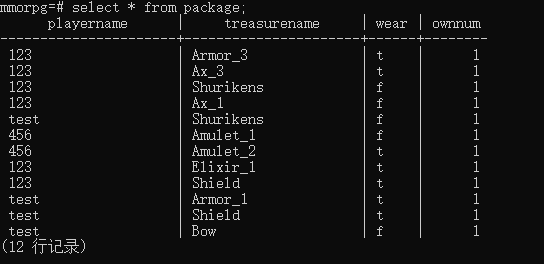 mmorpg=# select * from package;
playername | treasurename | wear | ownnum
--------------------+--------------------+------+--------
123 | Armor_3 | t | 1
123 | Ax_3 | t | 1
123 | Shurikens | f | 1
123 | Ax_1 | f | 1
test | Shurikens | f | 1
456 | Amulet_1 | f | 1
456 | Amulet_2 | t | 1
123 | Elixir_1 | t | 1
123 | Shield | t | 1
test | Armor_1 | t | 1
test | Shield | t | 1
test | Bow | f | 1
(12 行记录)